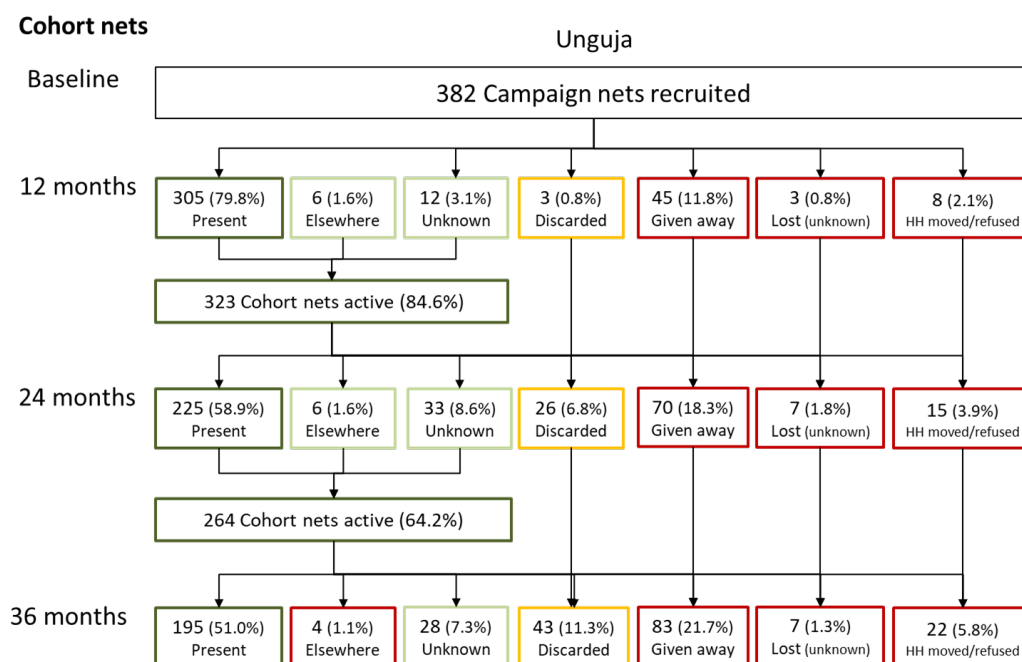 Cohort nets
Unguja
Baseline
382 Campaign nets recruited
12 months
305 (79.8%)
Present
6 (1.6%)
Elsewhere
12 (3.1%)
Unknown
3 (0.8%)
Discarded
45 (11.8%)
Given away
3 (0.8%)
Lost (unknown)
8 (2.1%)
HH moved/refused
323 Cohort nets active (84.6%)
24 months
225 (58.9%)
Present
6 (1.6%)
Elsewhere
33 (8.6%)
Unknown
26 (6.8%)
Discarded
70 (18.3%)
Given away
7 (1.8%)
Lost (unknown)
15 (3.9%)
HH moved/refused
264 Cohort nets active (64.2%)
36 months
195 (51.0%)
Present
4 (1.1%)
Elsewhere
28 (7.3%)
Unknown
43 (11.3%)
Discarded
83 (21.7%)
Given away
7 (1.3%)
Lost (unknown)
22 (5.8%)
HH moved/refused